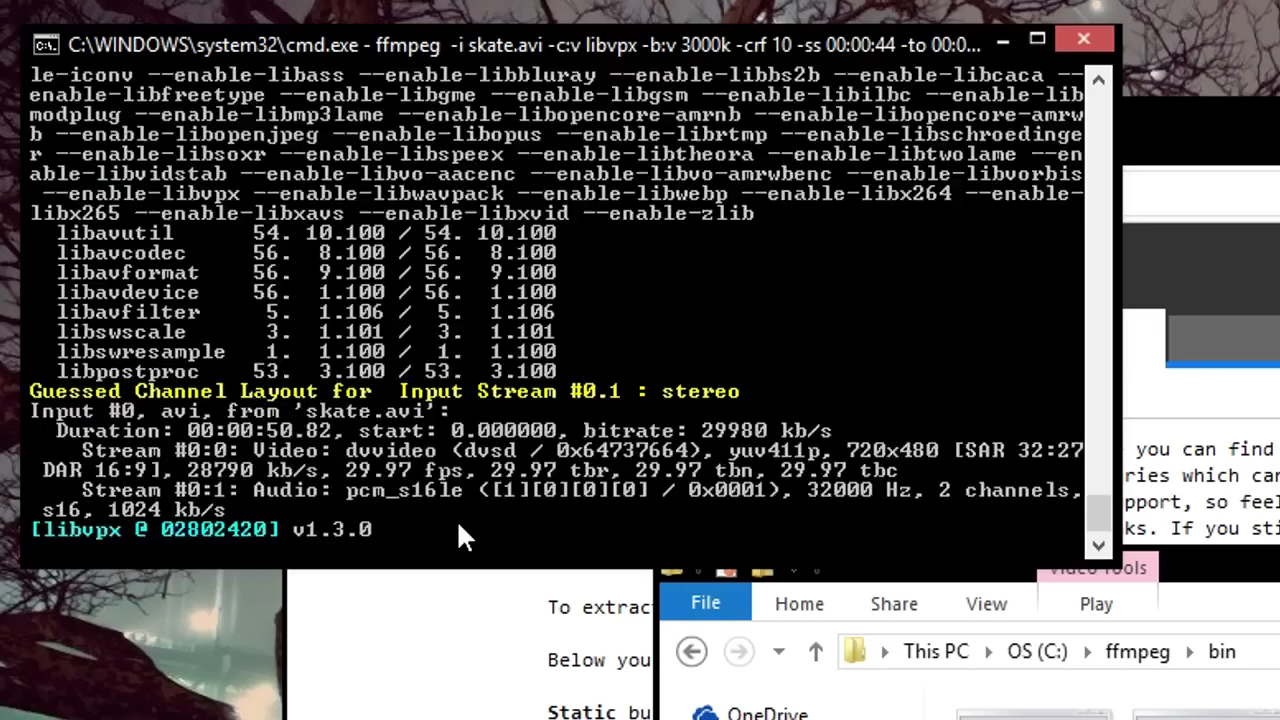 C:\WINDOWS\system32\cmd.exe - ffmpeg -i skate.avi -c:v libvpx -b:v 3000k -crf 10 -ss 00:00:44 -to 00:0...
le-iconv --enable-libass --enable-libbluray --enable-libbs2b --enable-libcaca --
enable-libfreetype --enable-libgme --enable-libgsm --enable-libilbc --enable-lib
modplug --enable-libmp3lame --enable-libopencore-amrnb --enable-libopencore-amrw
b --enable-libopenjpeg --enable-libopus --enable-librtmp --enable-libschroedinge
r --enable-libsoxr --enable-libspeex --enable-libtheora --enable-libtwolame --en
able-libvidstab --enable-libvo-aacenc --enable-libvo-amrwbenc --enable-libvorbis
--enable-libvpx --enable-libwavpack --enable-libwebp --enable-libx264 --enable-
libx265 --enable-libxavs --enable-libxvid --enable-zlib
libavutil 54. 10.100 / 54. 10.100
libavcodec 56. 8.100 / 56. 8.100
libavformat 56. 9.100 / 56. 9.100
libavdevice 56. 1.100 / 56. 1.100
libavfilter 5. 1.106 / 5. 1.106
libswscale 3. 1.101 / 3. 1.101
libswresample 1. 1.100 / 1. 1.100
libpostproc 53. 3.100 / 53. 3.100
Guessed Channel Layout for Input Stream #0.1 : stereo
Input #0, avi, from 'skate.avi':
Duration: 00:00:50.82, start: 0.000000, bitrate: 29980 kb/s
Stream #0:0: Video: dvvideo (dvsd / 0x64737664), yuv411p, 720x480 [SAR 32:27
DAR 16:9], 28790 kb/s, 29.97 fps, 29.97 tbr, 29.97 tbn, 29.97 tbc
Stream #0:1: Audio: pcm_s16le ([1][0][0][0] / 0x0001), 32000 Hz, 2 channels,
s16, 1024 kb/s
[libvpx @ 02802420] v1.3.0
you can find
ries which can
pport, so feel
ks. If you sti
To extract
Below you
Static bu
Video Tools
File Home Share View Play
This PC OS (C:) ffmpeg bin
OneDrive